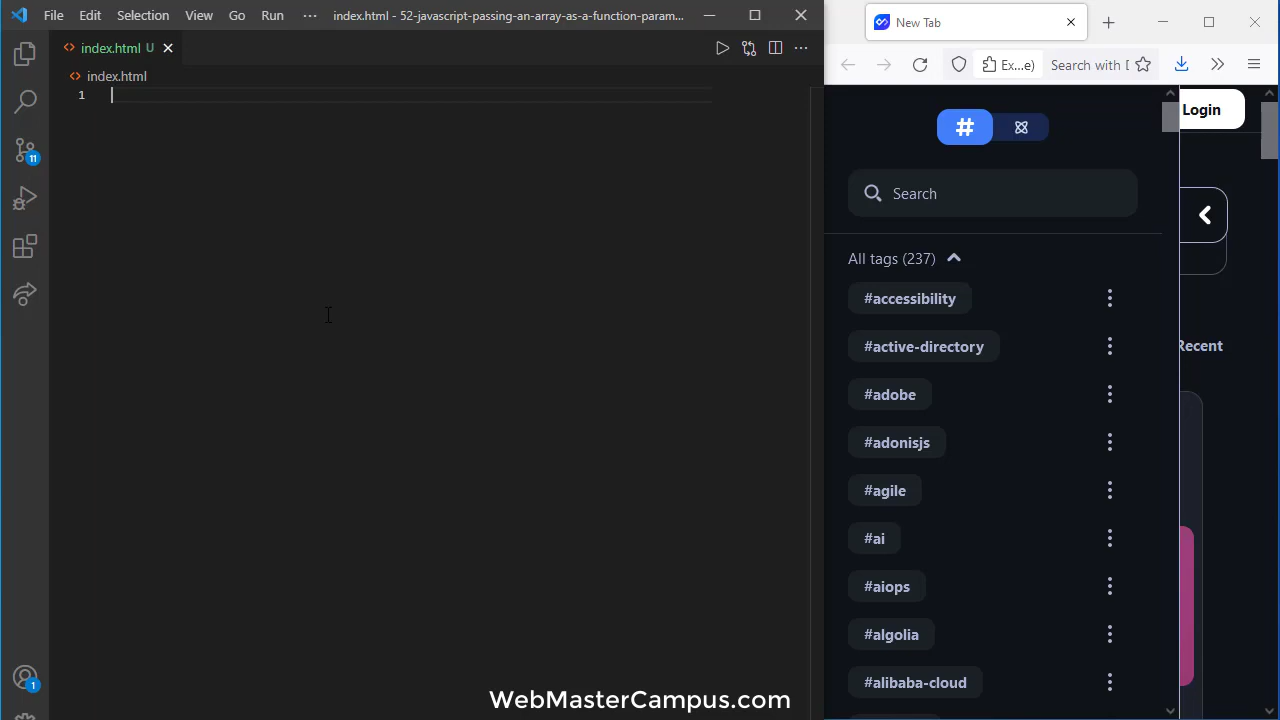 File Edit Selection View Go Run ··· index.html - 52-javascript-passing-an-array-as-a-function-param...
index.html U
index.html
1
11
1
WebMasterCampus.com
New Tab
Ex...e)
Search with D
Login
#
Search
All tags (237)
#accessibility
#active-directory
Recent
#adobe
#adonisjs
#agile
#ai
#aiops
#algolia
#alibaba-cloud